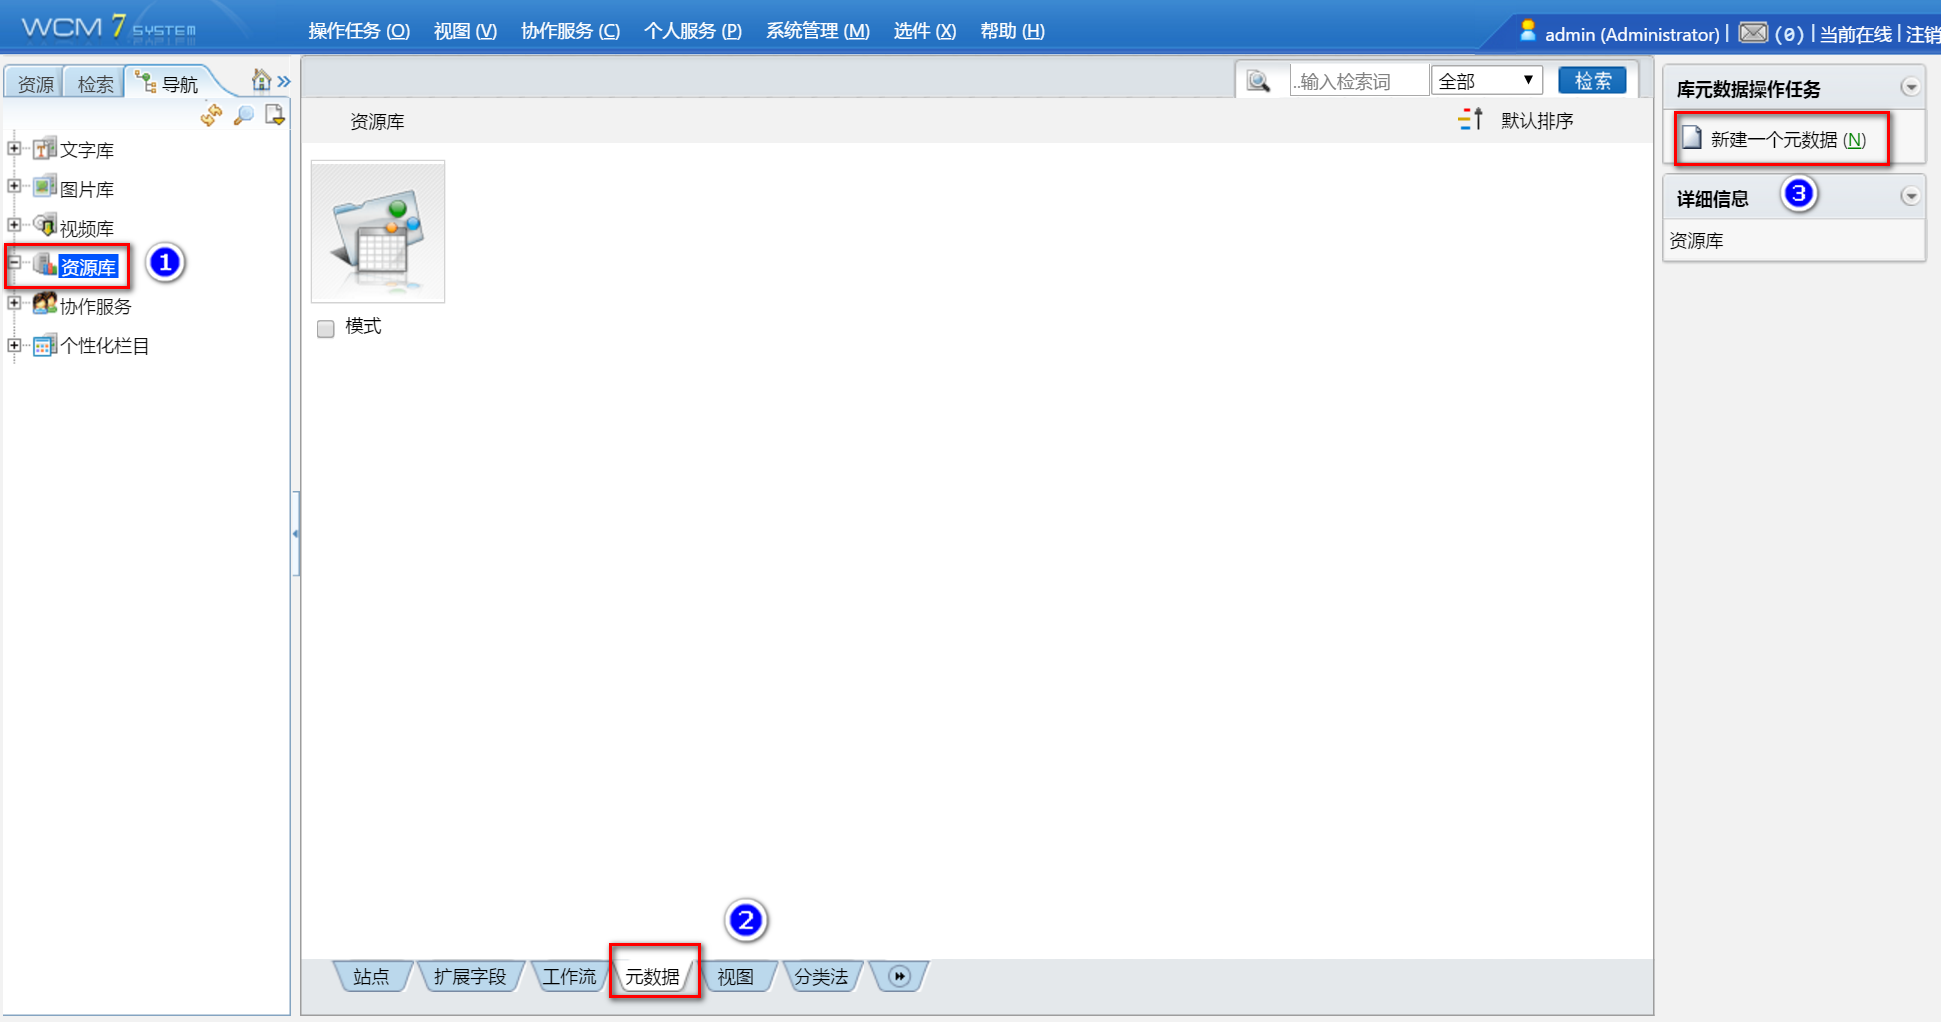 WCM 7 SYSTEM
操作任务 (O) 视图 (V) 协作服务 (C) 个人服务 (P) 系统管理 (M) 选件 (X) 帮助 (H)
admin (Administrator) | (0) | 当前在线 | 注销
资源 检索 导航
..输入检索词 全部 检索
资源库 默认排序
文字库
图片库
视频库
资源库
1
协作服务
个性化栏目
模式
2
站点 扩展字段 工作流 元数据 视图 分类法
库元数据操作任务
新建一个元数据 (N)
详细信息
3
资源库